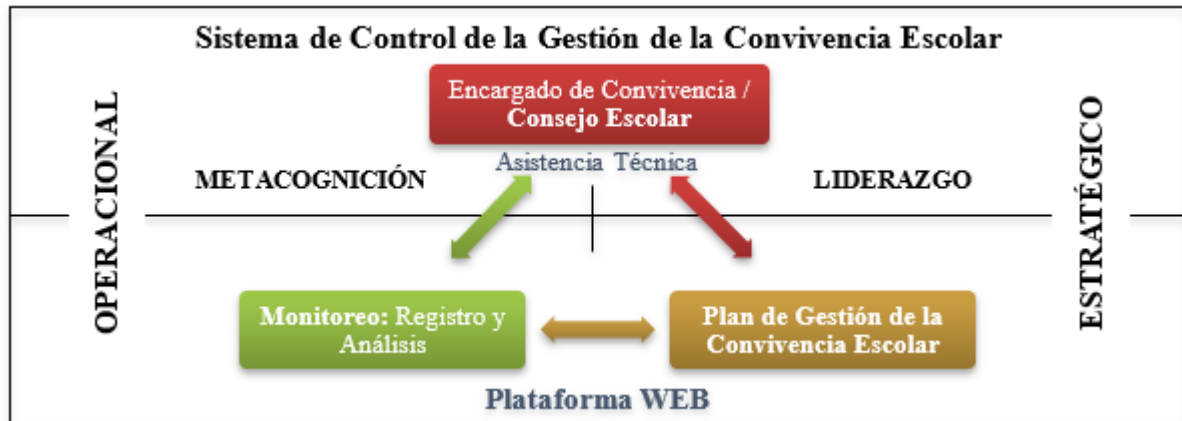 Sistema de Control de la Gestión de la Convivencia Escolar
Encargado de Convivencia /
Consejo Escolar
Asistencia Técnica
OPERACIONAL
METACOGNICIÓN
LIDERAZGO
ESTRATÉGICO
Monitoreo: Registro y
Análisis
Plan de Gestión de la
Convivencia Escolar
Plataforma WEB